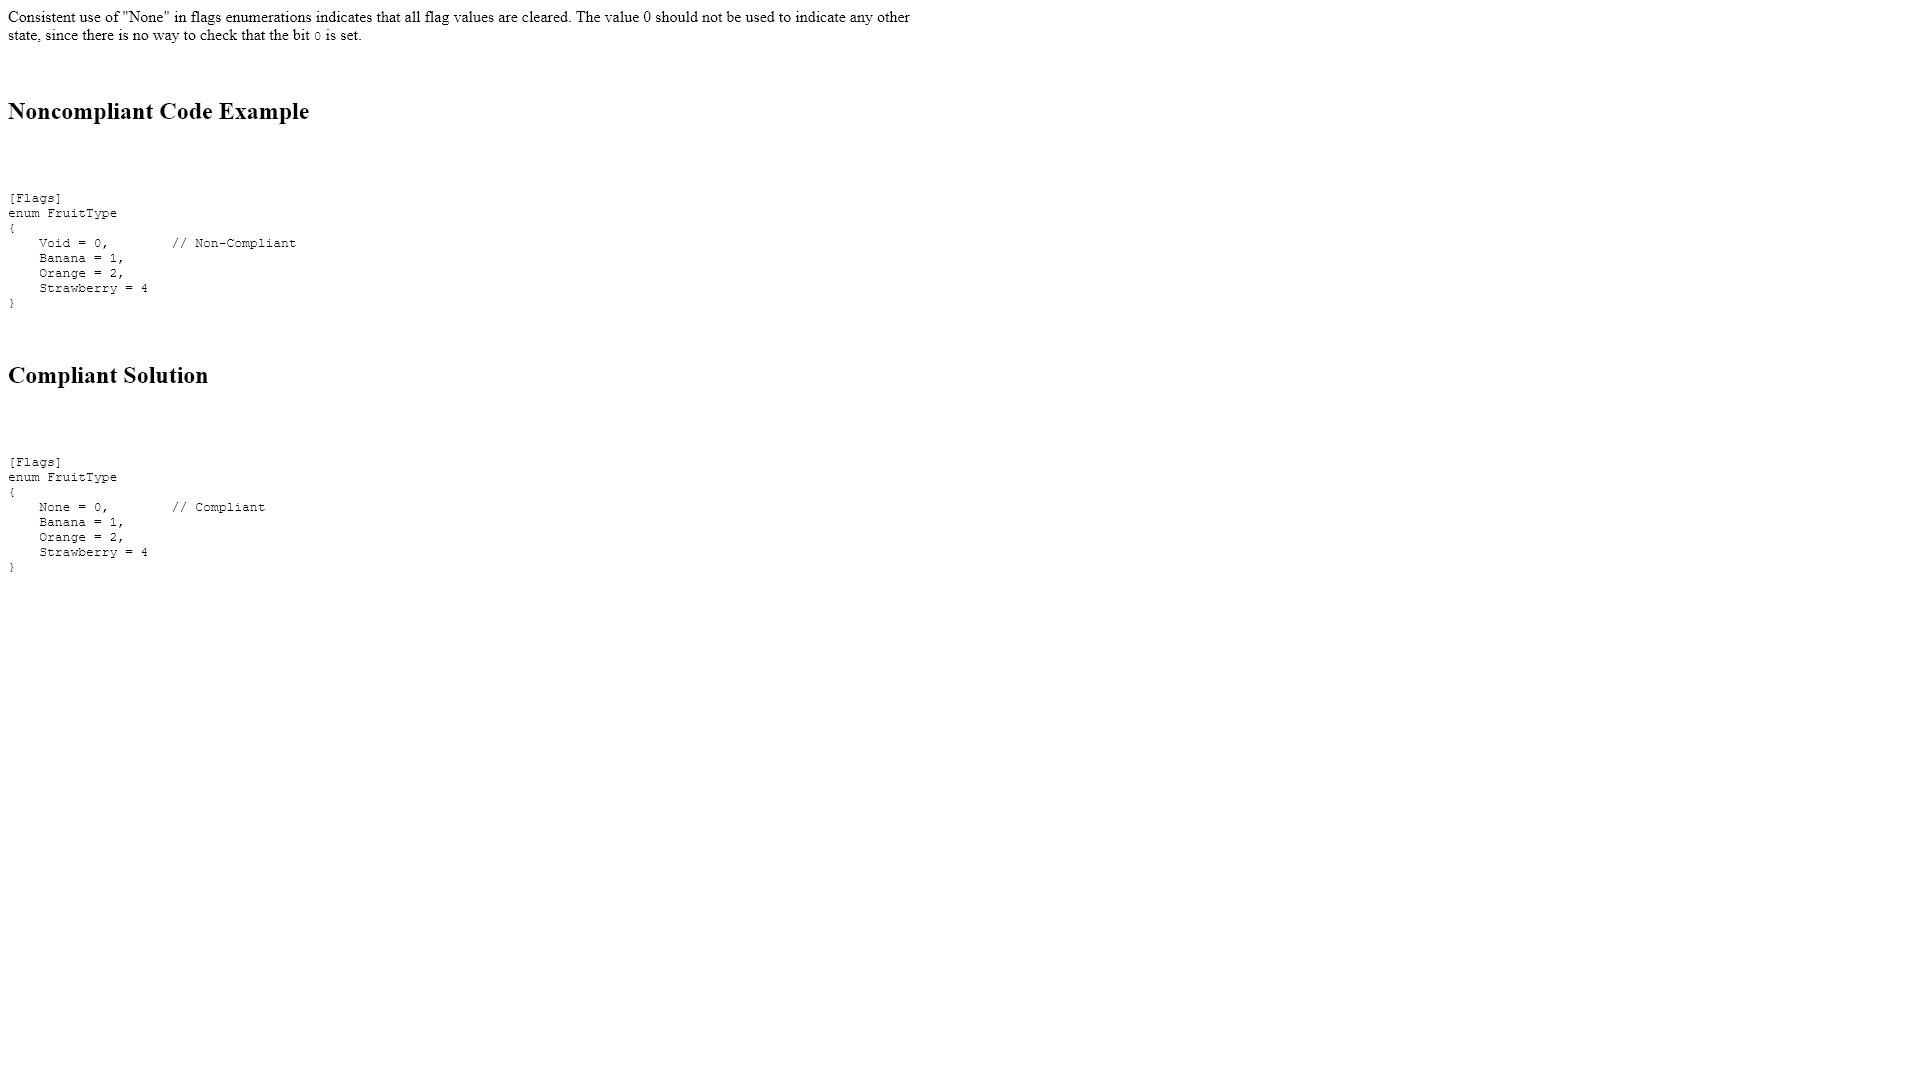 Consistent use of "None" in flags enumerations indicates that all flag values are cleared. The value 0 should not be used to indicate any other
state, since there is no way to check that the bit 0 is set.
Noncompliant Code Example
[Flags]
enum FruitType
{
    Void = 0,        // Non-Compliant
    Banana = 1,
    Orange = 2,
    Strawberry = 4
}
Compliant Solution
[Flags]
enum FruitType
{
    None = 0,        // Compliant
    Banana = 1,
    Orange = 2,
    Strawberry = 4
}